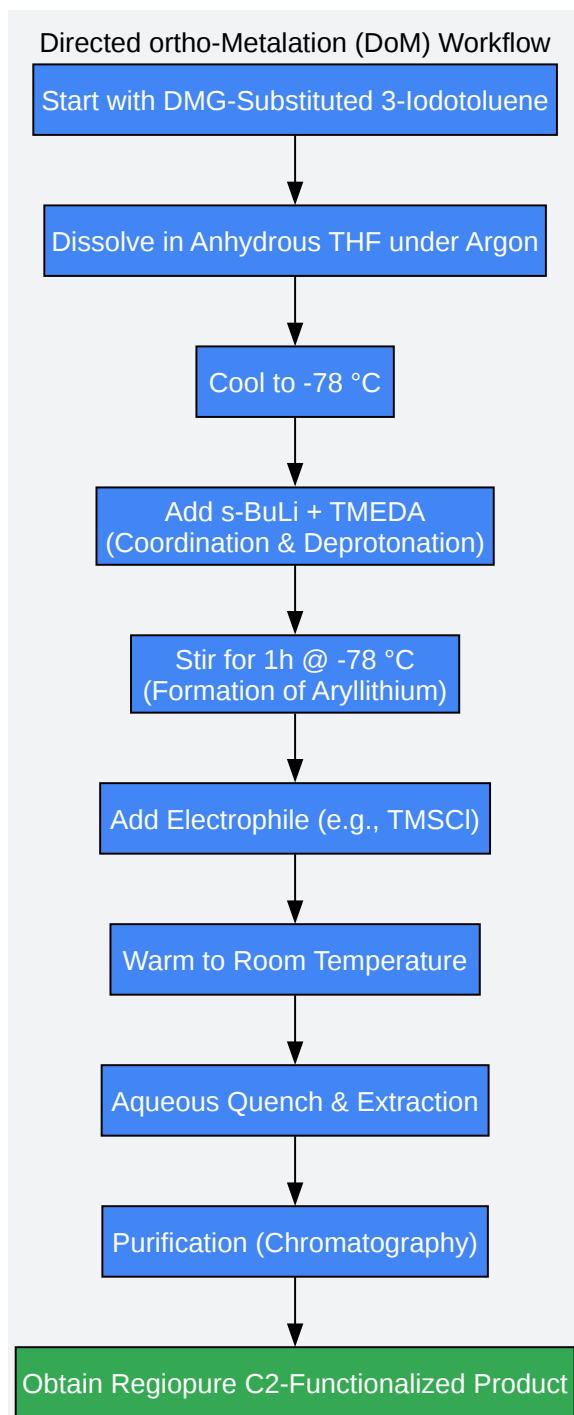 Directed ortho-Metalation (DoM) Workflow
Start with DMG-Substituted 3-Iodotoluene
Dissolve in Anhydrous THF under Argon
Cool to -78 °C
Add s-BuLi + TMEDA
(Coordination & Deprotonation)
Stir for 1h @ -78 °C
(Formation of Aryllithium)
Add Electrophile (e.g., TMSCl)
Warm to Room Temperature
Aqueous Quench & Extraction
Purification (Chromatography)
Obtain Regiopure C2-Functionalized Product